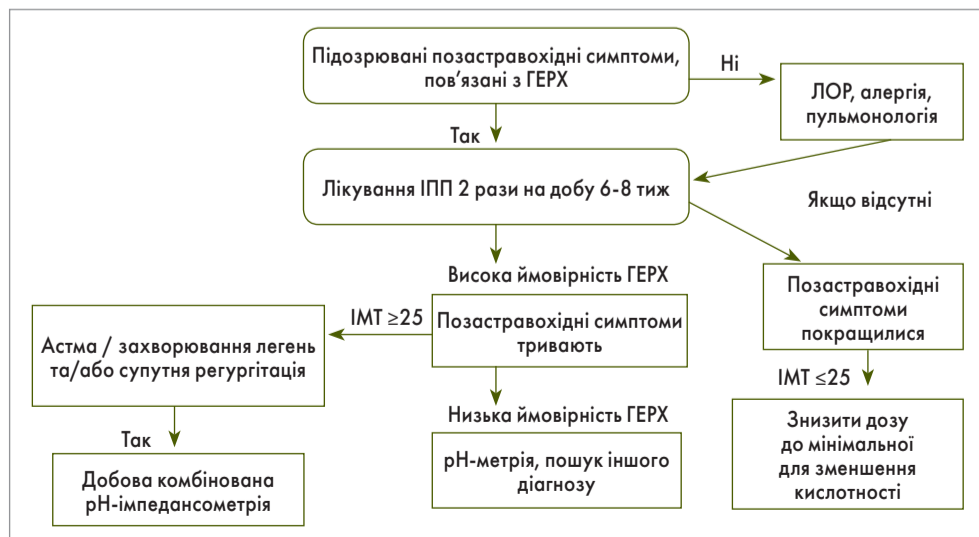 Підозрювані позастравохідні симптоми,
пов’язані з ГЕРХ
Ні
ЛОР, алергія,
пульмонологія
Так
Лікування ІПП 2 рази на добу 6-8 тиж
Якщо відсутні
Висока ймовірність ГЕРХ
Позастравохідні
симптоми
покращилися
ІМТ ≥25
Позастравохідні симптоми
тривають
Астма / захворювання легень
та/або супутня регургітація
ІМТ ≤25
Низька ймовірність ГЕРХ
Знизити дозу
до мінімальної
для зменшення
кислотності
Так
рН-метрія, пошук іншого
діагнозу
Добова комбінована
рН-імпедансометрія